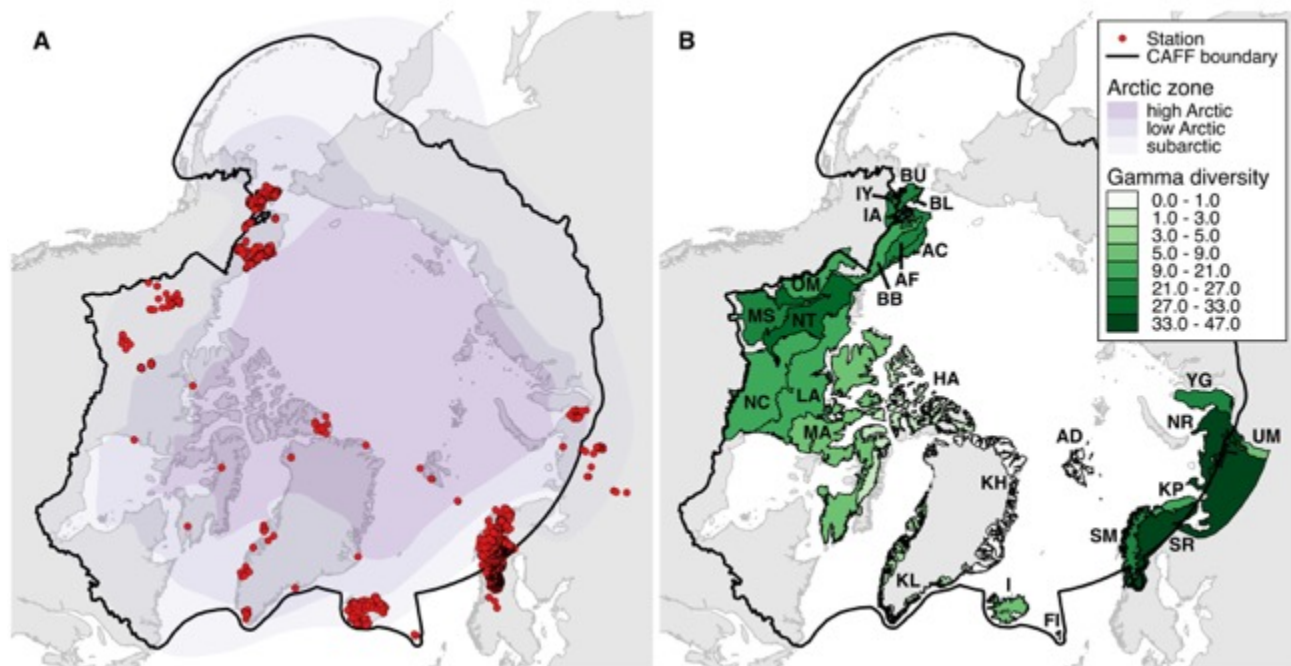 A
B
Station
CAFF boundary
Arctic zone
high Arctic
low Arctic
subarctic
Gamma diversity
0.0 - 1.0
1.0 - 3.0
3.0 - 5.0
5.0 - 9.0
9.0 - 21.0
21.0 - 27.0
27.0 - 33.0
33.0 - 47.0
BU
IY
BL
IA
AC
AF
BB
OM
MS
NT
HA
NC
LA
MA
YG
NR
UM
AD
KH
KP
SM
SR
KL
I
FI